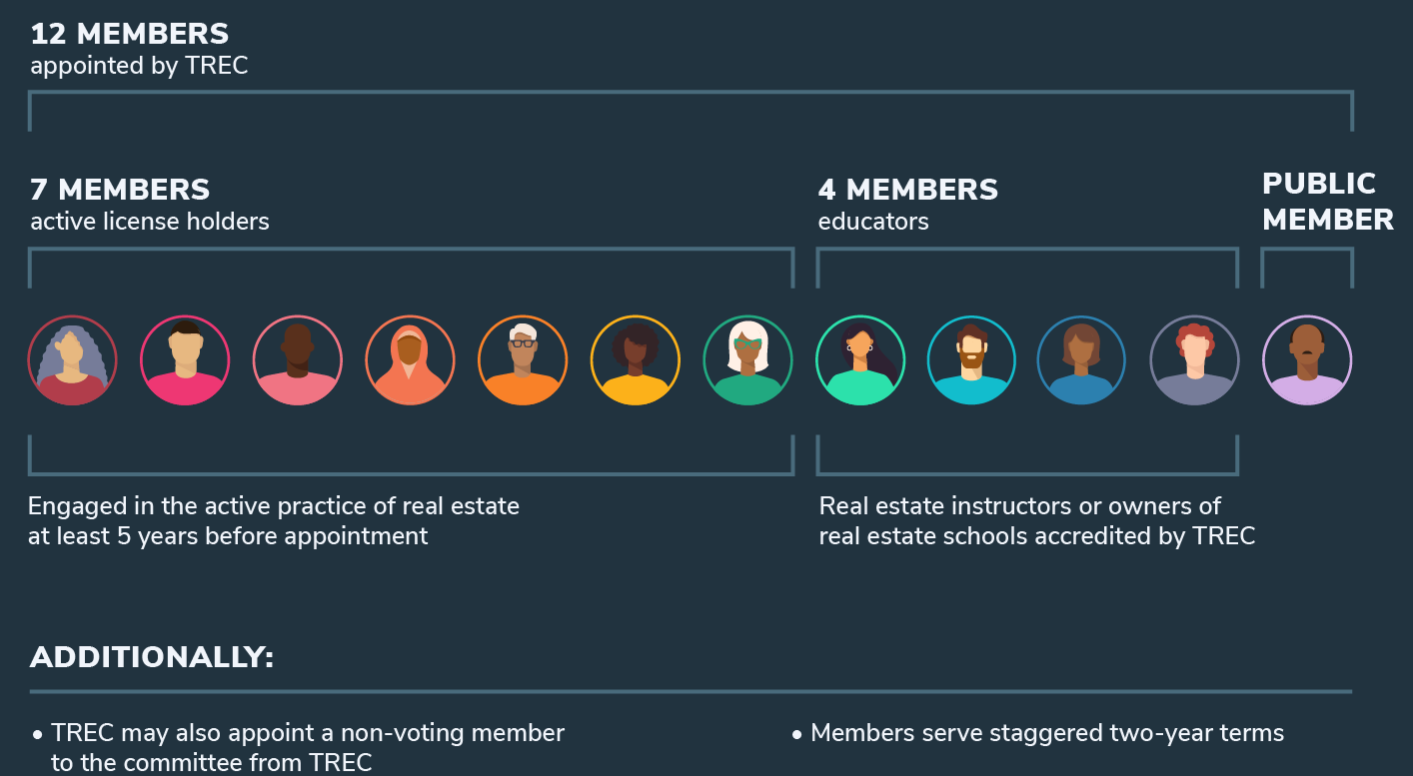 12 MEMBERS
appointed by TREC
7 MEMBERS
active license holders
4 MEMBERS
educators
PUBLIC
MEMBER
Engaged in the active practice of real estate
at least 5 years before appointment
Real estate instructors or owners of
real estate schools accredited by TREC
ADDITIONALLY:
• TREC may also appoint a non-voting member
to the committee from TREC
• Members serve staggered two-year terms